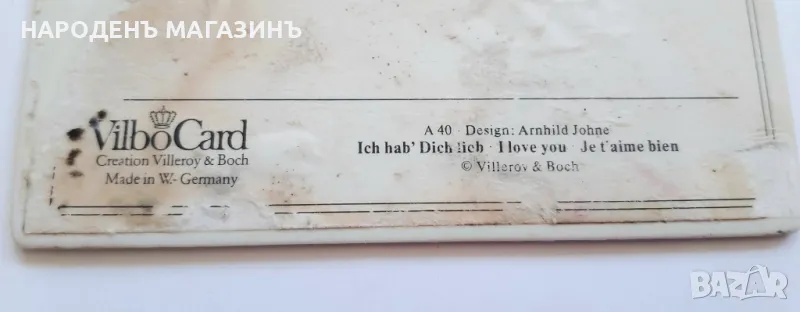 НАРОДЕНЪ МАГАЗИНЪ
VilboCard
Creation Villeroy & Boch
Made in W.- Germany
A 40 · Design: Arnhild Johne
Ich hab' Dich lieb · I love you · Je t'aime bien
© Villeroy & Boch
BAZAR